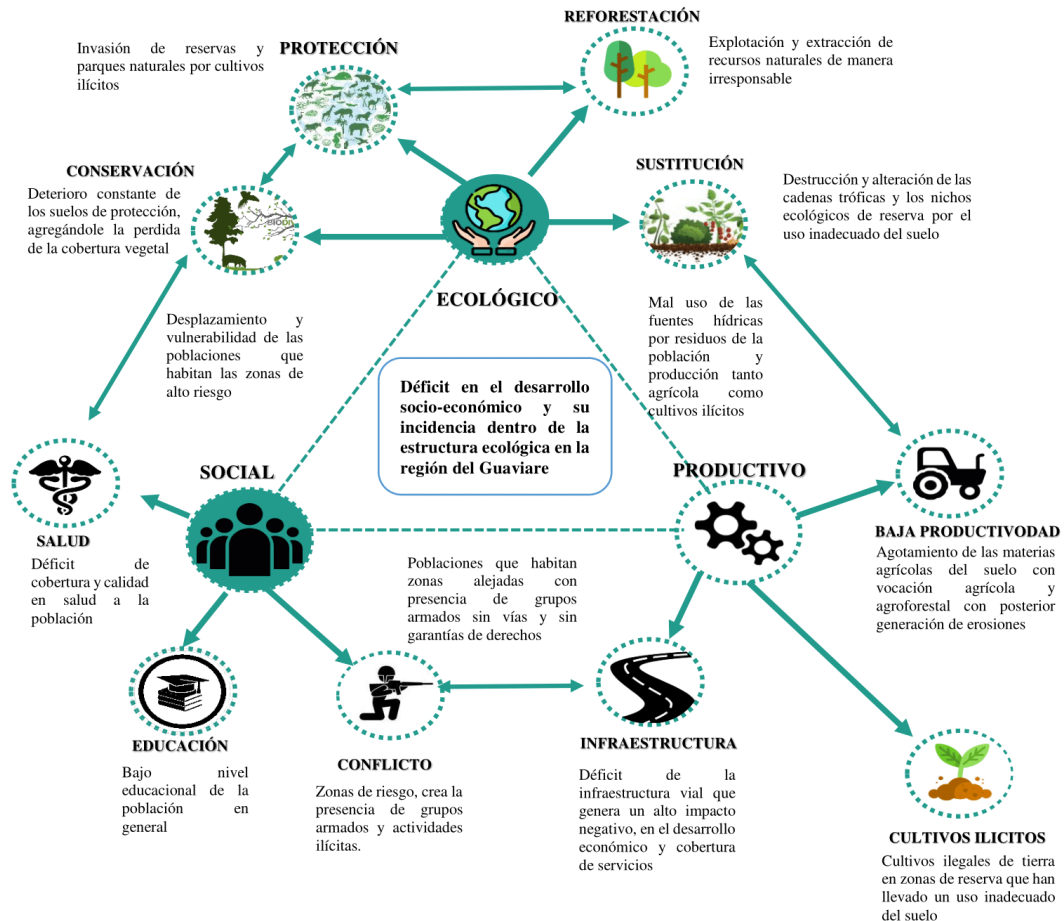 REFORESTACIÓN
Explotación y extracción de
recursos naturales de manera
irresponsable
PROTECCIÓN
Invasión de reservas y
parques naturales por cultivos
ilícitos
CONSERVACIÓN
Deterioro constante de
los suelos de protección,
agregándole la perdida
de la cobertura vegetal
SUSTITUCIÓN
Destrucción y alteración de las
cadenas tróficas y los nichos
ecológicos de reserva por el
uso inadecuado del suelo
ECOLÓGICO
Desplazamiento y
vulnerabilidad de las
poblaciones que
habitan las zonas de
alto riesgo
Mal uso de las
fuentes hídricas
por residuos de la
población y
producción tanto
agrícola como
cultivos ilícitos
Déficit en el desarrollo
socio-económico y su
incidencia dentro de la
estructura ecológica en la
región del Guaviare
SOCIAL
PRODUCTIVO
SALUD
Déficit de
cobertura y calidad
en salud a la
población
BAJA PRODUCTIVODAD
Agotamiento de las materias
agrícolas del suelo con
vocación agrícola y
agroforestal con posterior
generación de erosiones
Poblaciones que habitan
zonas alejadas con
presencia de grupos
armados sin vías y sin
garantías de derechos
EDUCACIÓN
Bajo nivel
educacional de la
población en
general
CONFLICTO
Zonas de riesgo, crea la
presencia de grupos
armados y actividades
ilícitas.
INFRAESTRUCTURA
Déficit de la
infraestructura vial que
genera un alto impacto
negativo, en el desarrollo
económico y cobertura
de servicios
CULTIVOS ILICITOS
Cultivos ilegales de tierra
en zonas de reserva que han
llevado un uso inadecuado
del suelo